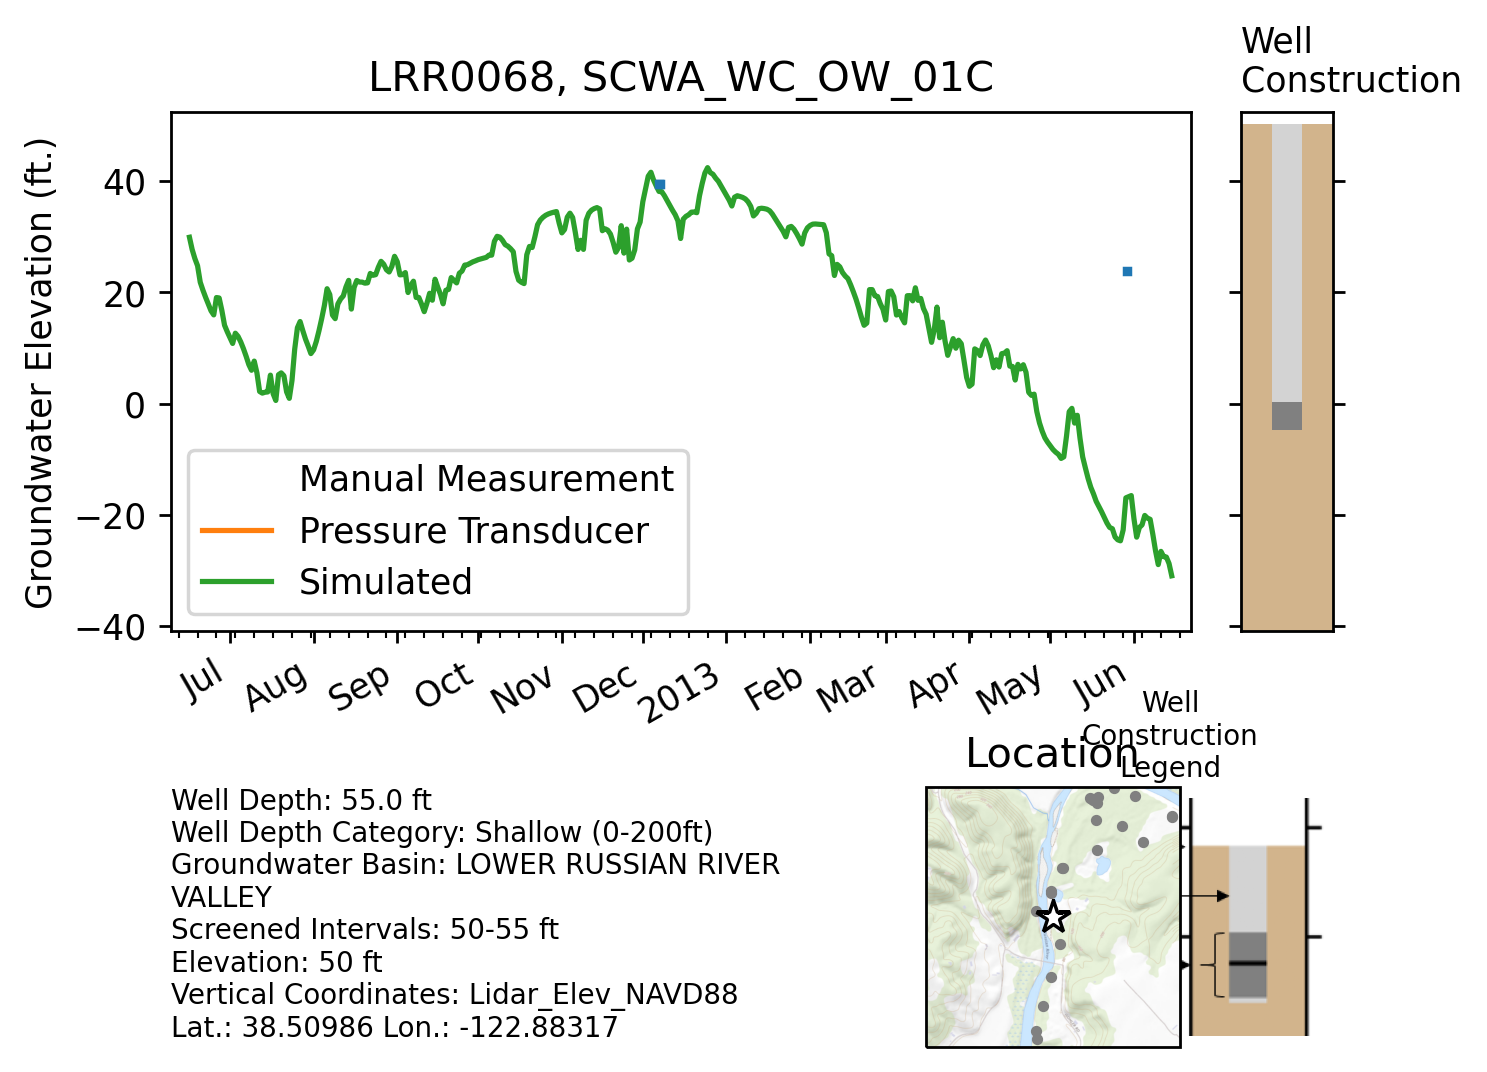 Well
Construction
LRR0068, SCWA_WC_OW_01C
Groundwater Elevation (ft.)
40
20
0
−20
−40
Manual Measurement
Pressure Transducer
Simulated
Jul
Aug
Sep
Oct
Nov
Dec
2013
Feb
Mar
Apr
May
Jun
Well
Construction
Legend
Location
Well Depth: 55.0 ft
Well Depth Category: Shallow (0-200ft)
Groundwater Basin: LOWER RUSSIAN RIVER
VALLEY
Screened Intervals: 50-55 ft
Elevation: 50 ft
Vertical Coordinates: Lidar_Elev_NAVD88
Lat.: 38.50986 Lon.: -122.88317